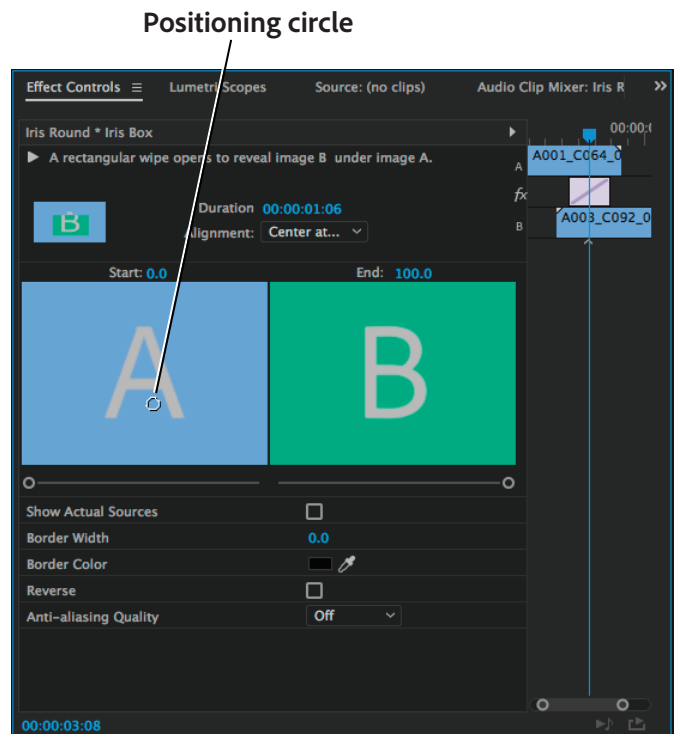 Positioning circle
Effect Controls
Lumetri Scopes
Source: (no clips)
Audio Clip Mixer: Iris R
Iris Round * Iris Box
00:00:0
A rectangular wipe opens to reveal image B under image A.
A
A001_C064_0
fx
B
A003_C092_0
B
Duration 00:00:01:06
Alignment: Center at...
Start: 0.0
End: 100.0
A
B
Show Actual Sources
Border Width 0.0
Border Color
Reverse
Anti-aliasing Quality Off
00:00:03:08